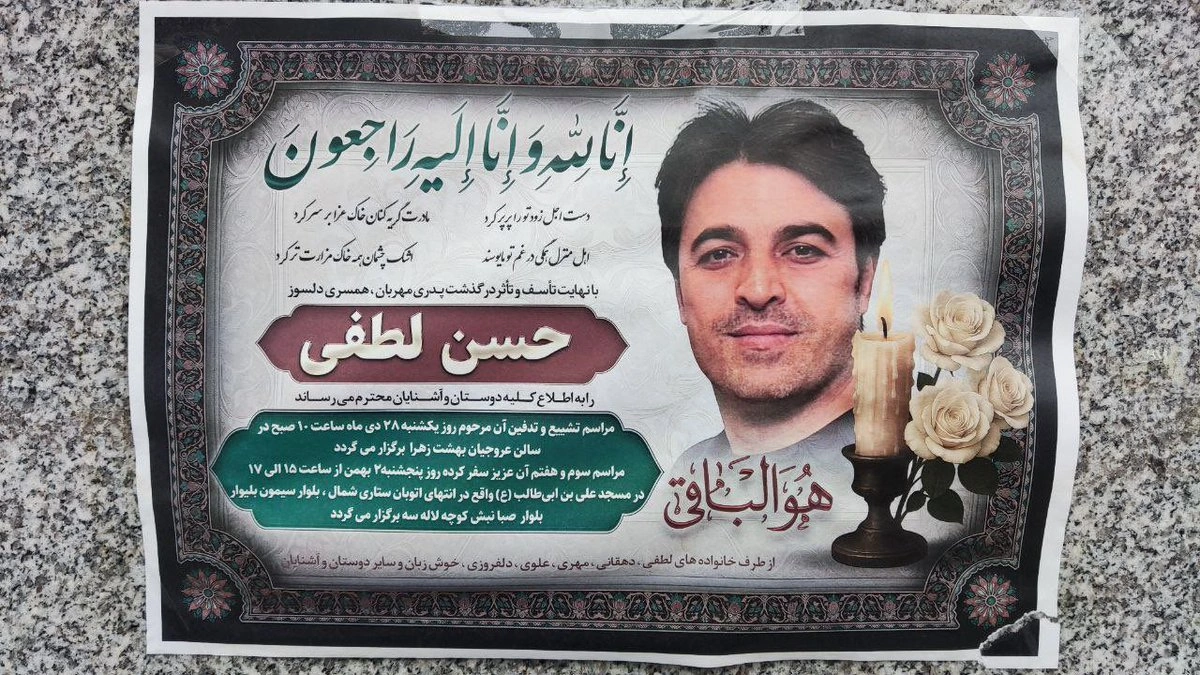 إِنَّا لِلَّهِ وَ إِنَّا إِلَيهِ رَاجِعونَ
دست اجل زود تو را پرپر کرد مادرت گریه کنان خاک عزا بر سر کرد
اهل منزل همگی در غم تو مایوسند اشک چشمان همه خاک مزارت تر کرد
با نهایت تأسف و تأثر درگذشت پدری مهربان ، همسری دلسوز
حسن لطفی
را به اطلاع کلیه دوستان و آشنایان محترم می رساند
مراسم تشییع و تدفین آن مرحوم روز یکشنبه ۲۸ دی ماه ساعت ۱۰ صبح در
سالن عروجیان بهشت زهرا برگزار می گردد
مراسم سوم و هفتم آن عزیز سفر کرده روز پنجشنبه ۲ بهمن از ساعت ۱۵ الی ۱۷
در مسجد علی بن ابی‌طالب (ع) واقع در انتهای اتوبان ستاری شمال ، بلوار سیمون بلیوار
بلوار صبا نبش کوچه لاله سه برگزار می گردد
هُوَ البَاقي
از طرف خانواده های لطفی ، دهقانی ، مهری ، علوی ، دلفروزی ، خوش زبان و سایر دوستان و آشنایان